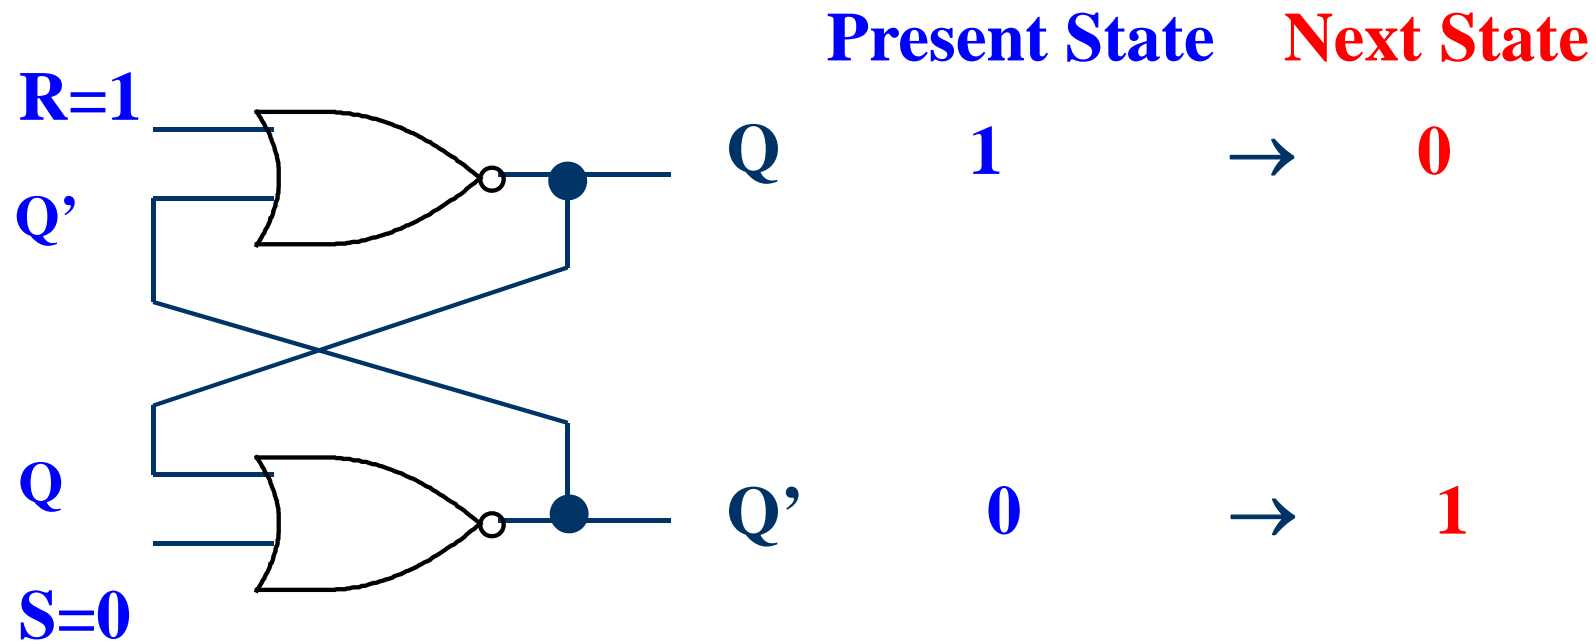 Present State Next State
R=1
Q 1 → 0
Q’
Q
Q’ 0 → 1
S=0